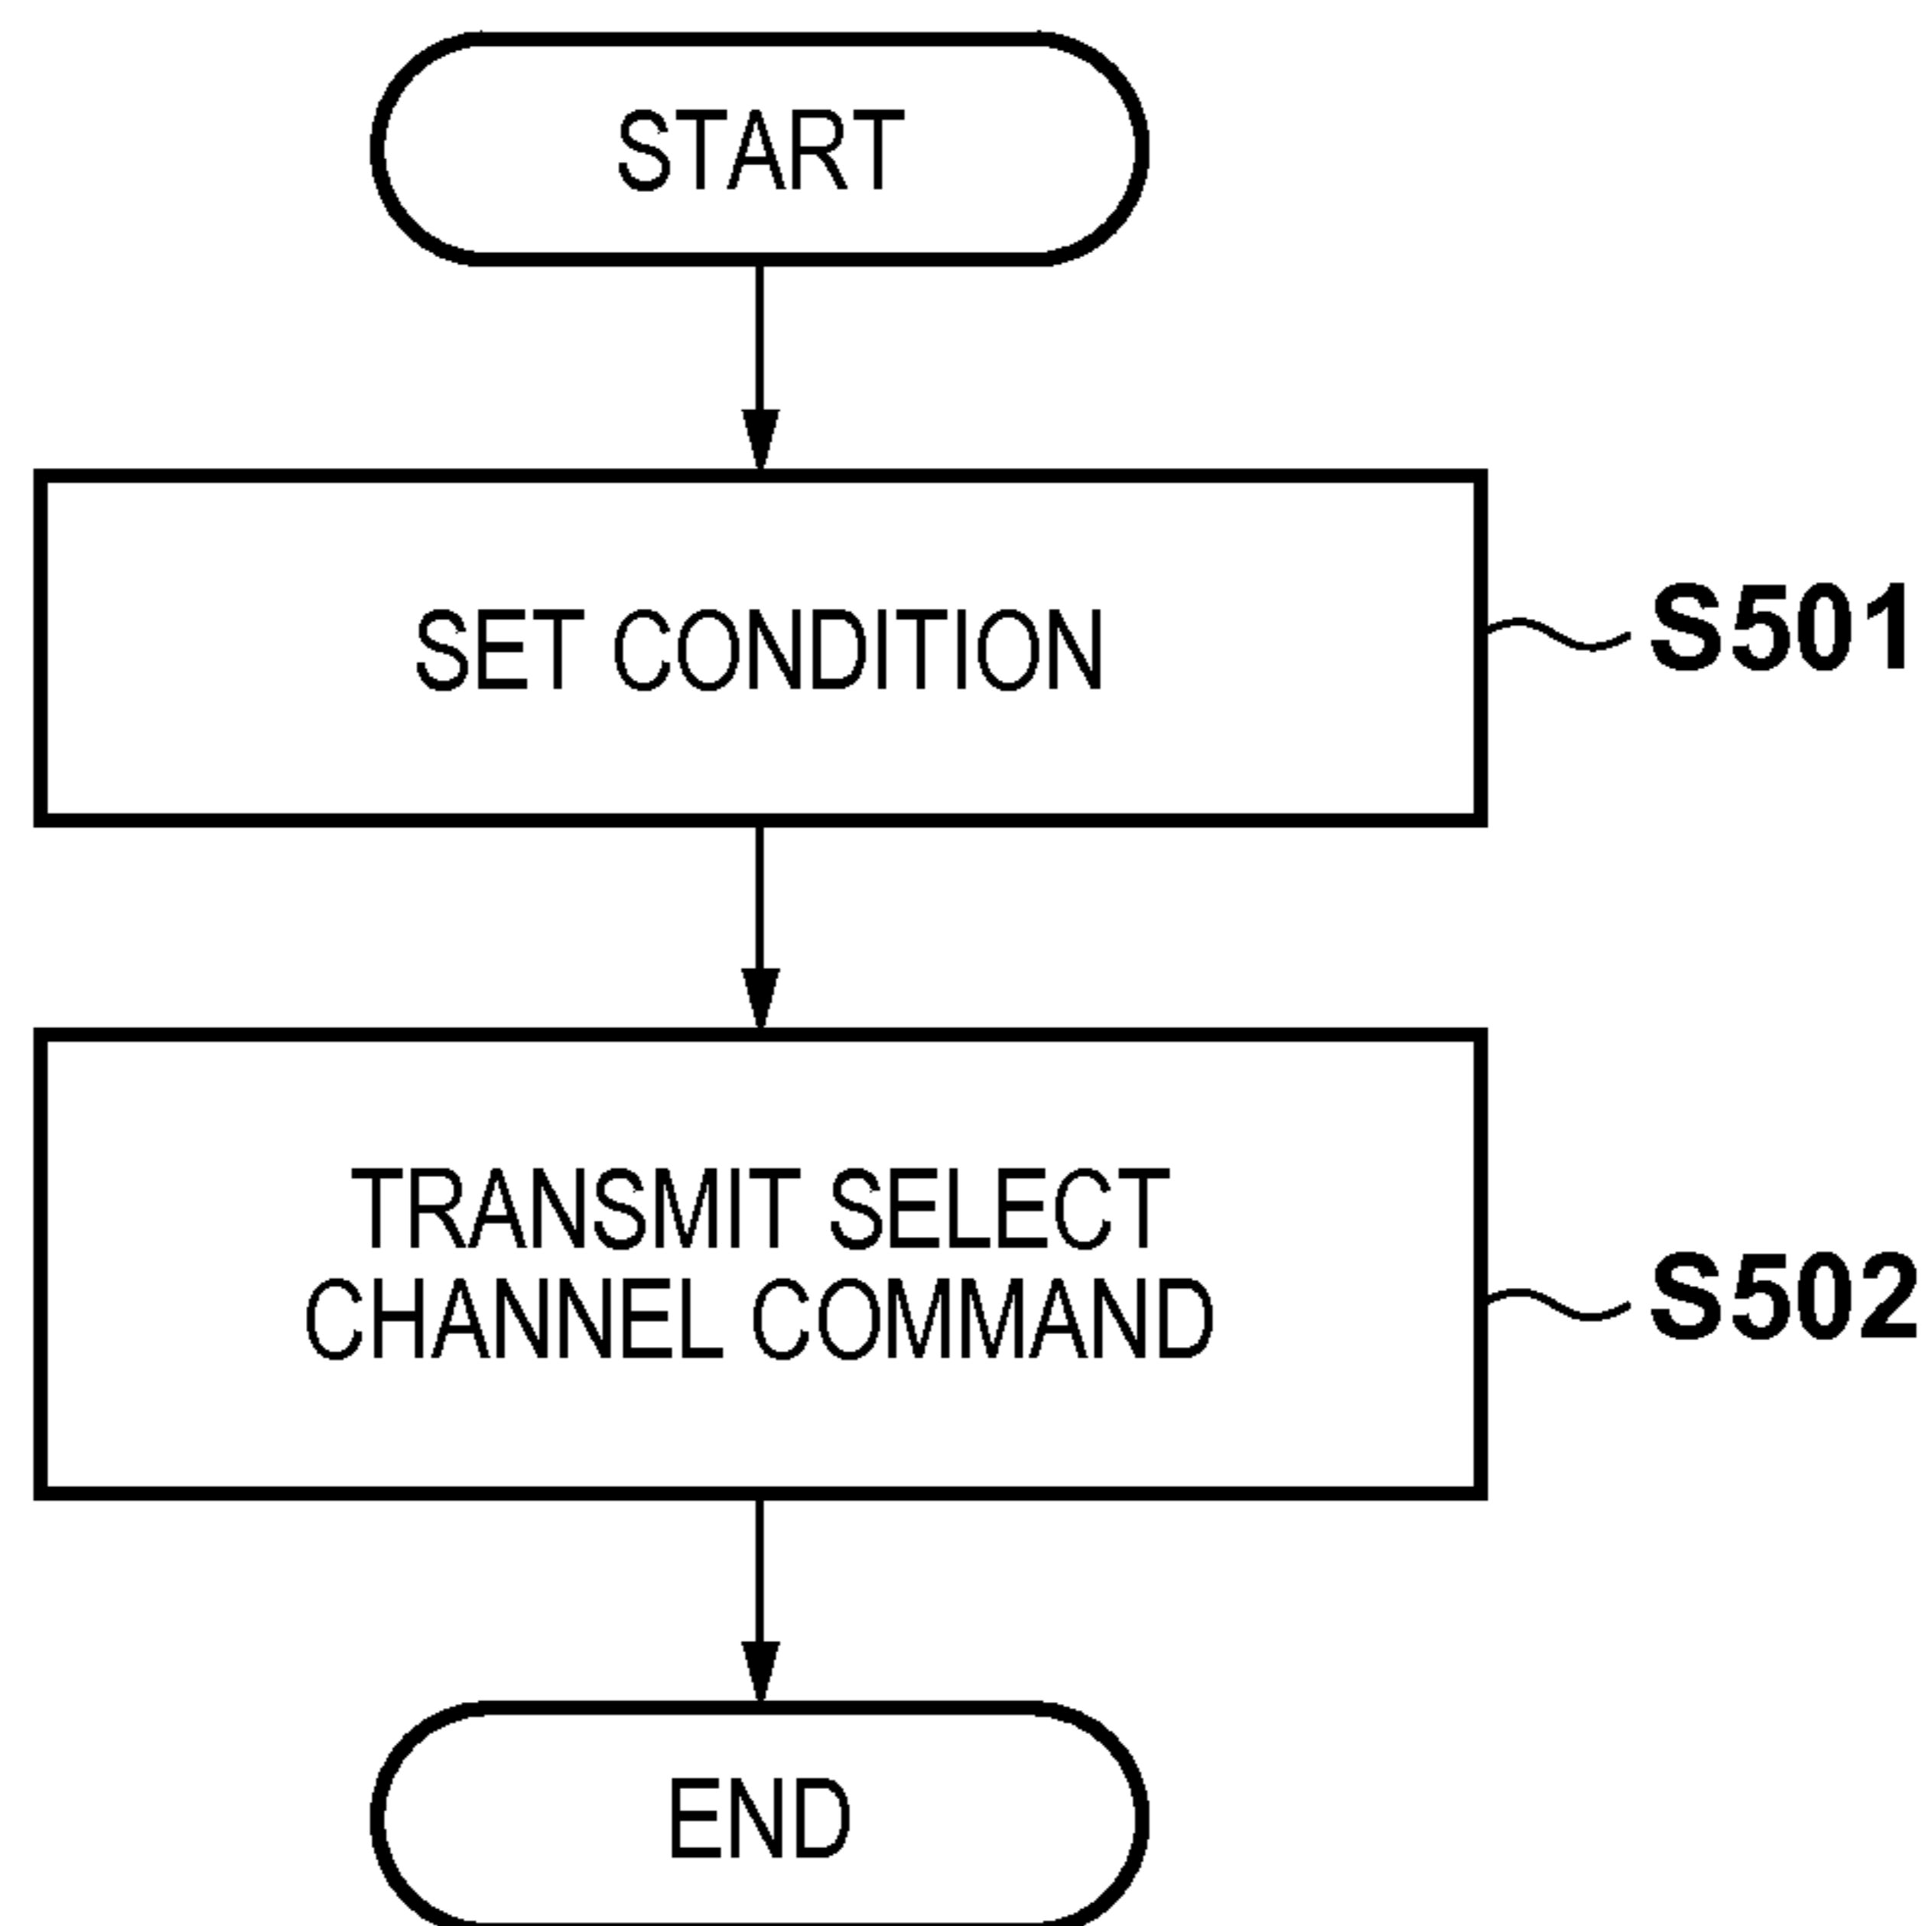 START
SET CONDITION
S501
TRANSMIT SELECT
CHANNEL COMMAND
S502
END